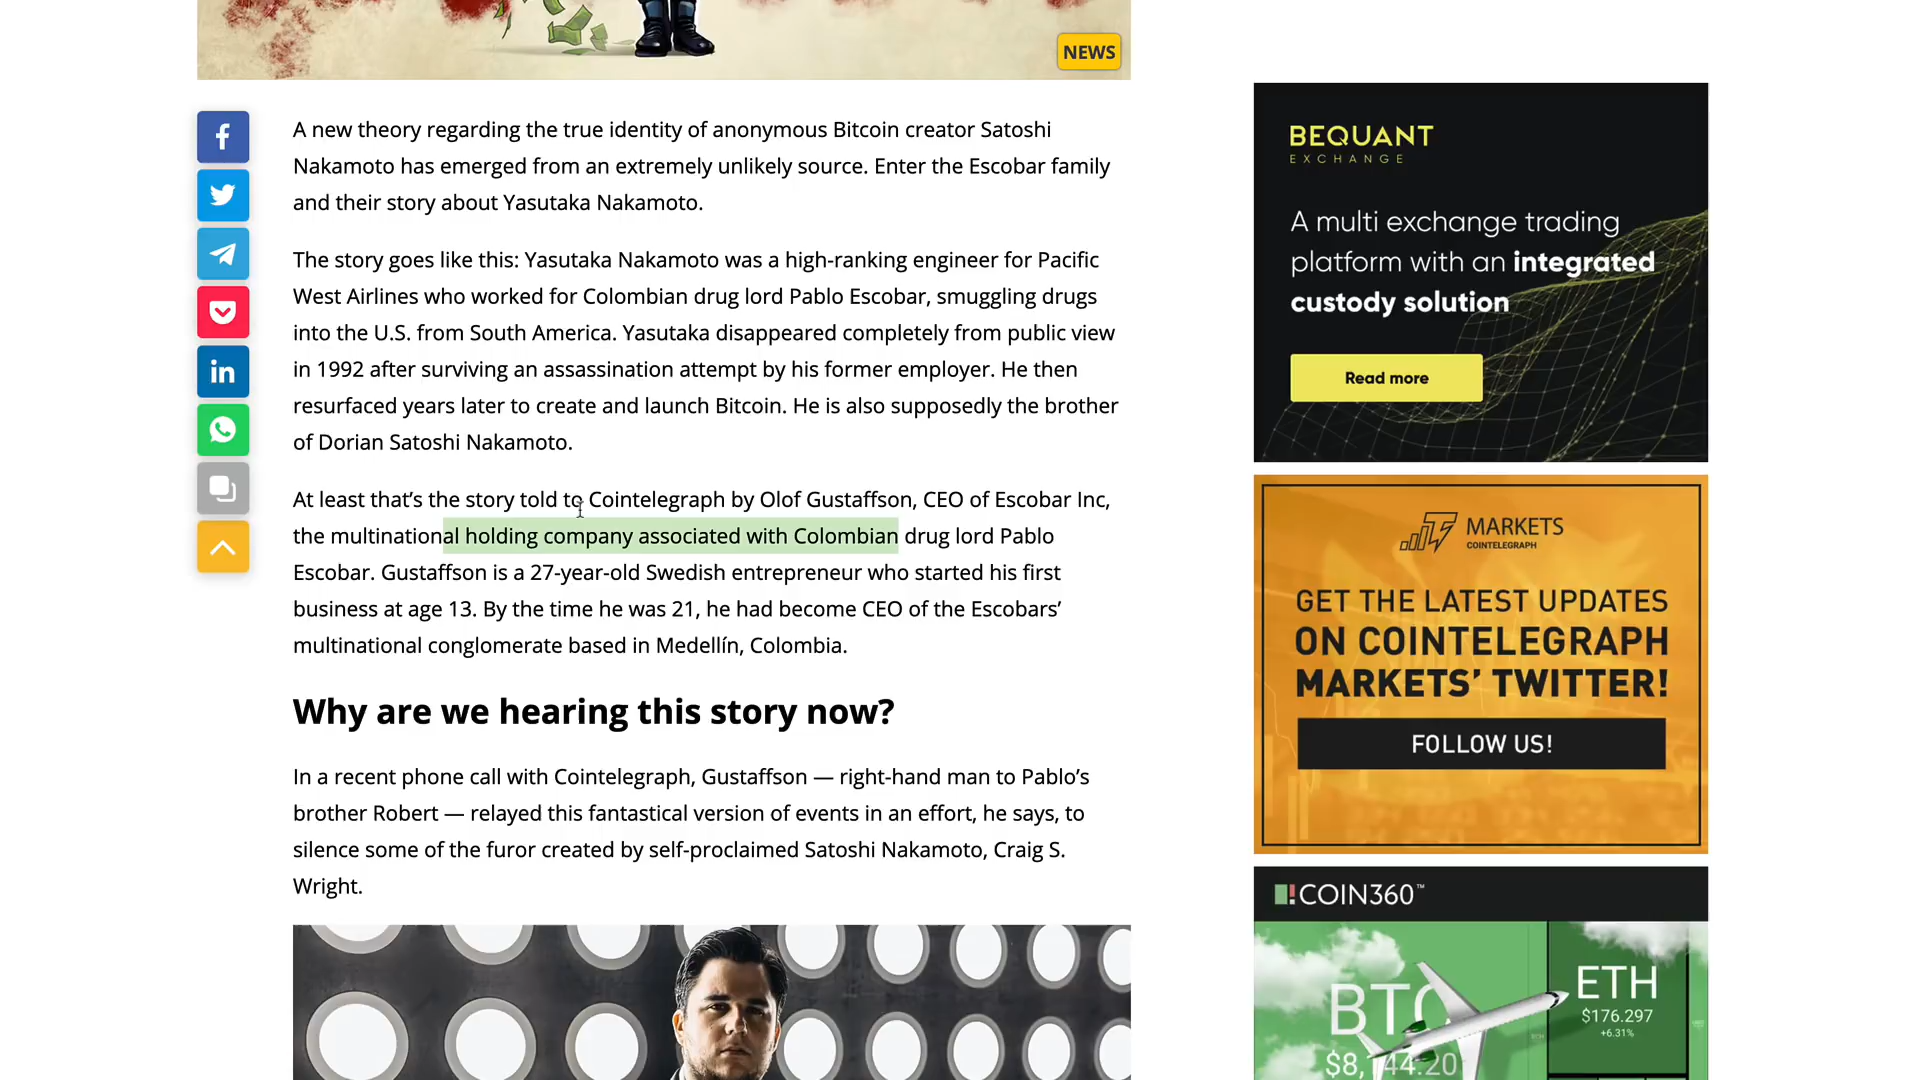 NEWS
A new theory regarding the true identity of anonymous Bitcoin creator Satoshi
Nakamoto has emerged from an extremely unlikely source. Enter the Escobar family
and their story about Yasutaka Nakamoto.
The story goes like this: Yasutaka Nakamoto was a high-ranking engineer for Pacific
West Airlines who worked for Colombian drug lord Pablo Escobar, smuggling drugs
into the U.S. from South America. Yasutaka disappeared completely from public view
in 1992 after surviving an assassination attempt by his former employer. He then
resurfaced years later to create and launch Bitcoin. He is also supposedly the brother
of Dorian Satoshi Nakamoto.
At least that’s the story told to Cointelegraph by Olof Gustaffson, CEO of Escobar Inc,
the multinational holding company associated with Colombian drug lord Pablo
Escobar. Gustaffson is a 27-year-old Swedish entrepreneur who started his first
business at age 13. By the time he was 21, he had become CEO of the Escobars’
multinational conglomerate based in Medellín, Colombia.
Why are we hearing this story now?
In a recent phone call with Cointelegraph, Gustaffson — right-hand man to Pablo’s
brother Robert — relayed this fantastical version of events in an effort, he says, to
silence some of the furor created by self-proclaimed Satoshi Nakamoto, Craig S.
Wright.
BEQUANT
EXCHANGE
A multi exchange trading
platform with an integrated
custody solution
Read more
MARKETS
COINTELEGRAPH
GET THE LATEST UPDATES
ON COINTELEGRAPH
MARKETS’ TWITTER!
FOLLOW US!
COIN360™
BTC
ETH
$176.297
+6.31%